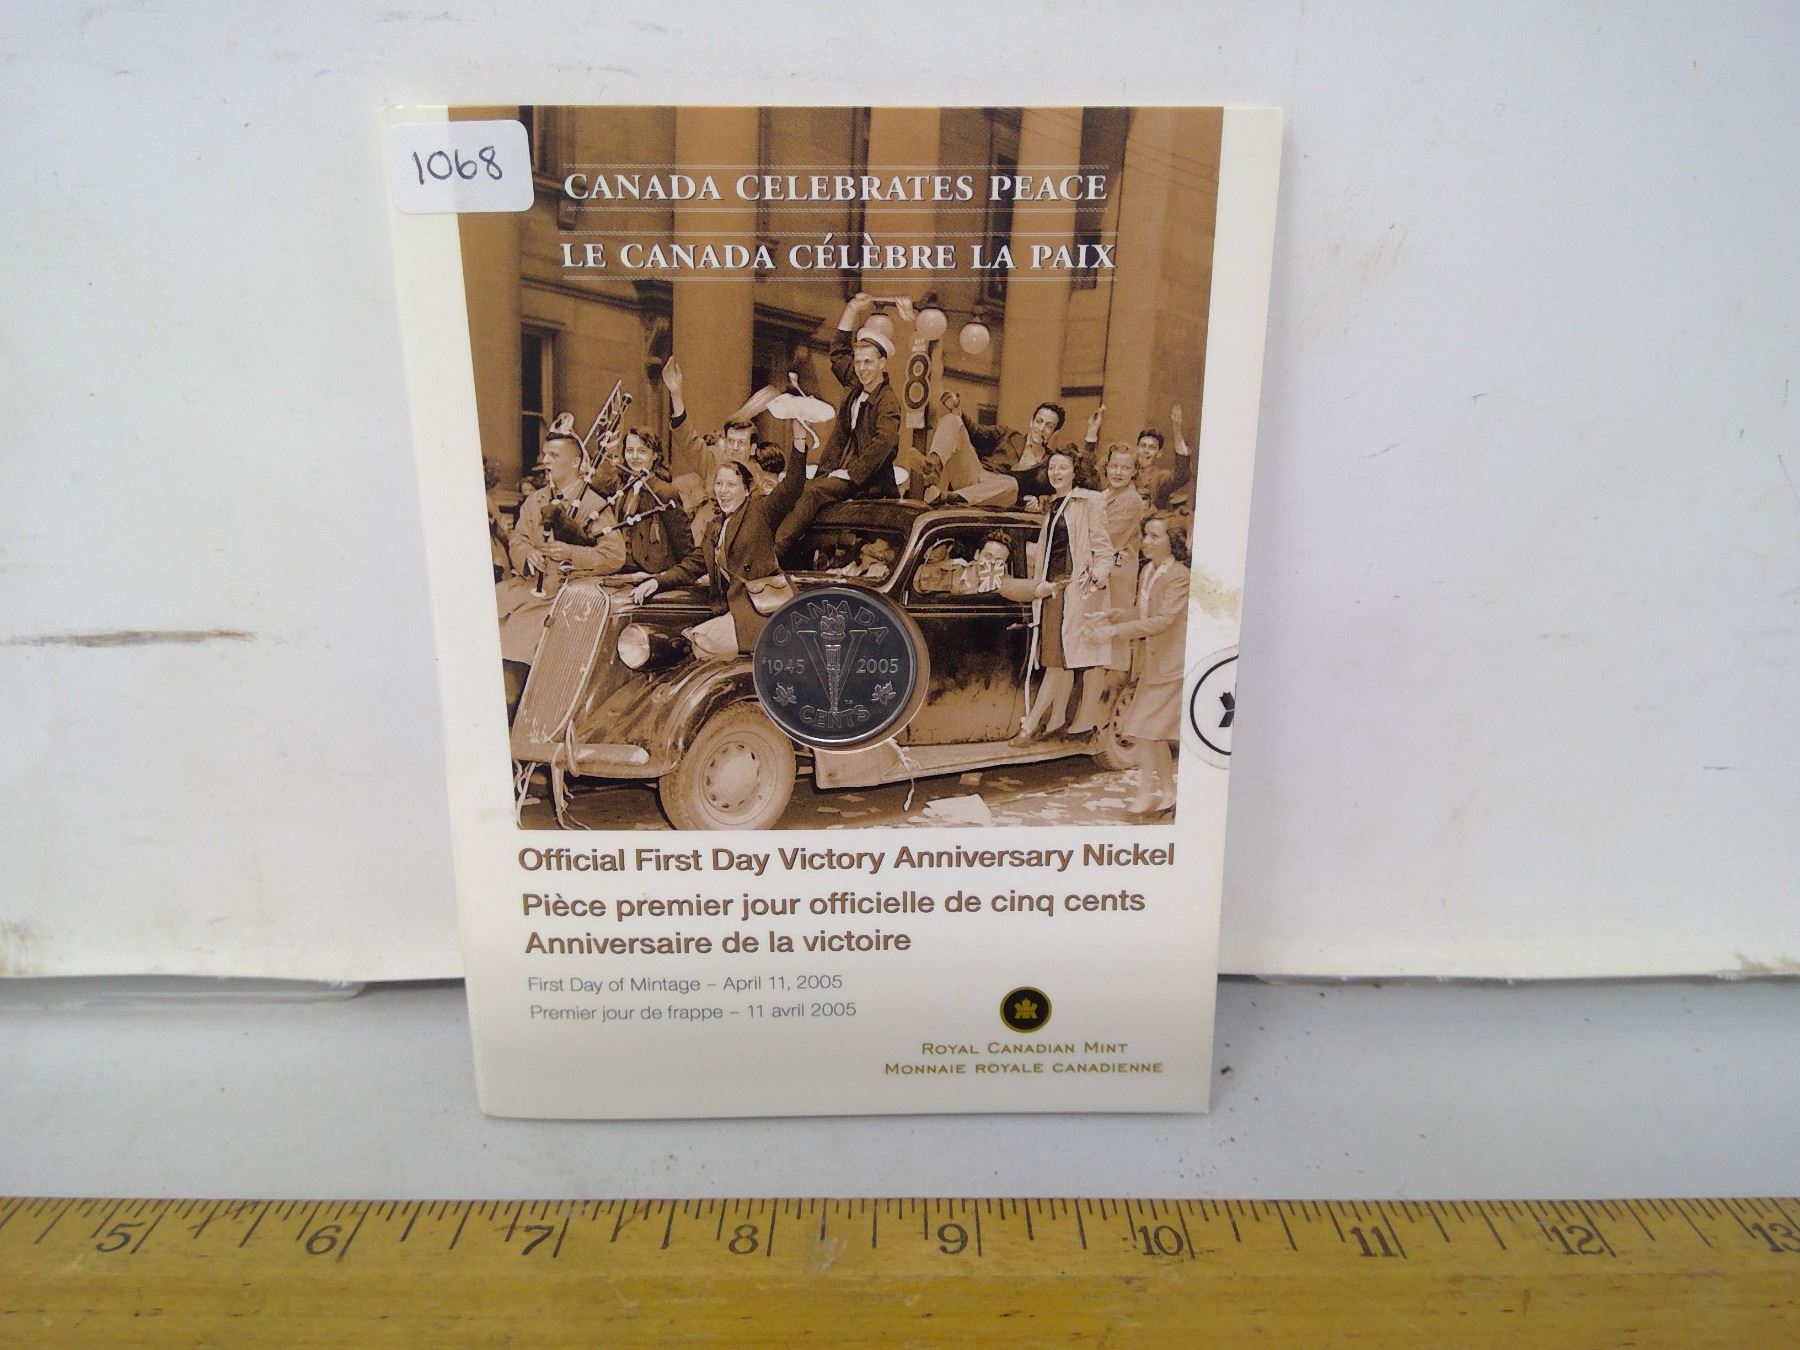 1068
CANADA CELEBRATES PEACE
LE CANADA CÉLÈBRE LA PAIX
8
CANADA
1945 V 2005
CENTS
Official First Day Victory Anniversary Nickel
Pièce premier jour officielle de cinq cents
Anniversaire de la victoire
First Day of Mintage – April 11, 2005
Premier jour de frappe – 11 avril 2005
ROYAL CANADIAN MINT
MONNAIE ROYALE CANADIENNE
5 6 7 8 9 10 11 12 13